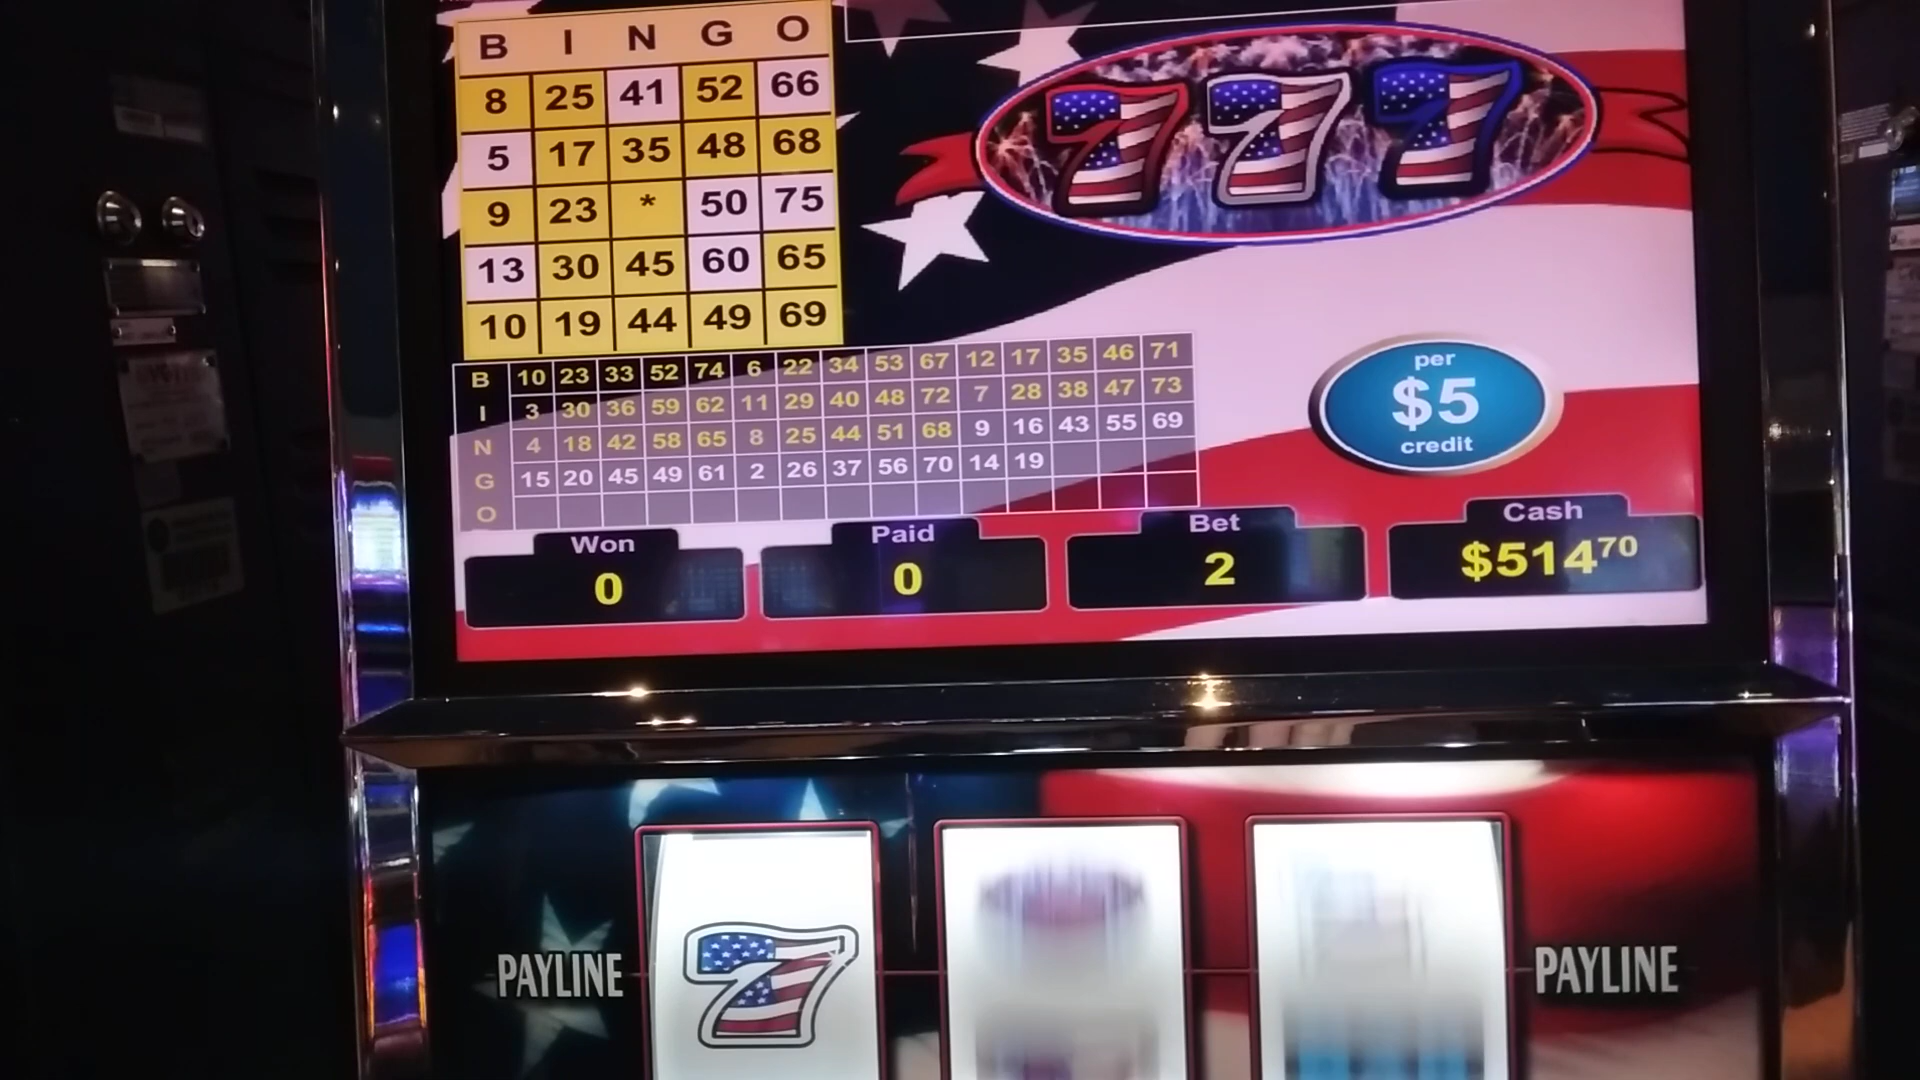 B I N G O
8 25 41 52 66
5 17 35 48 68
9 23 * 50 75
13 30 45 60 65
10 19 44 49 69
777
B 10 23 33 52 74 6 22 34 53 67 12 17 35 46 71
I 3 30 36 59 62 11 29 40 48 72 7 28 38 47 73
N 4 18 42 58 65 8 25 44 51 68 9 16 43 55 69
G 15 20 45 49 61 2 26 37 56 70 14 19
O
per
$5
credit
Won
0
Paid
0
Bet
2
Cash
$514 70
PAYLINE
7
PAYLINE